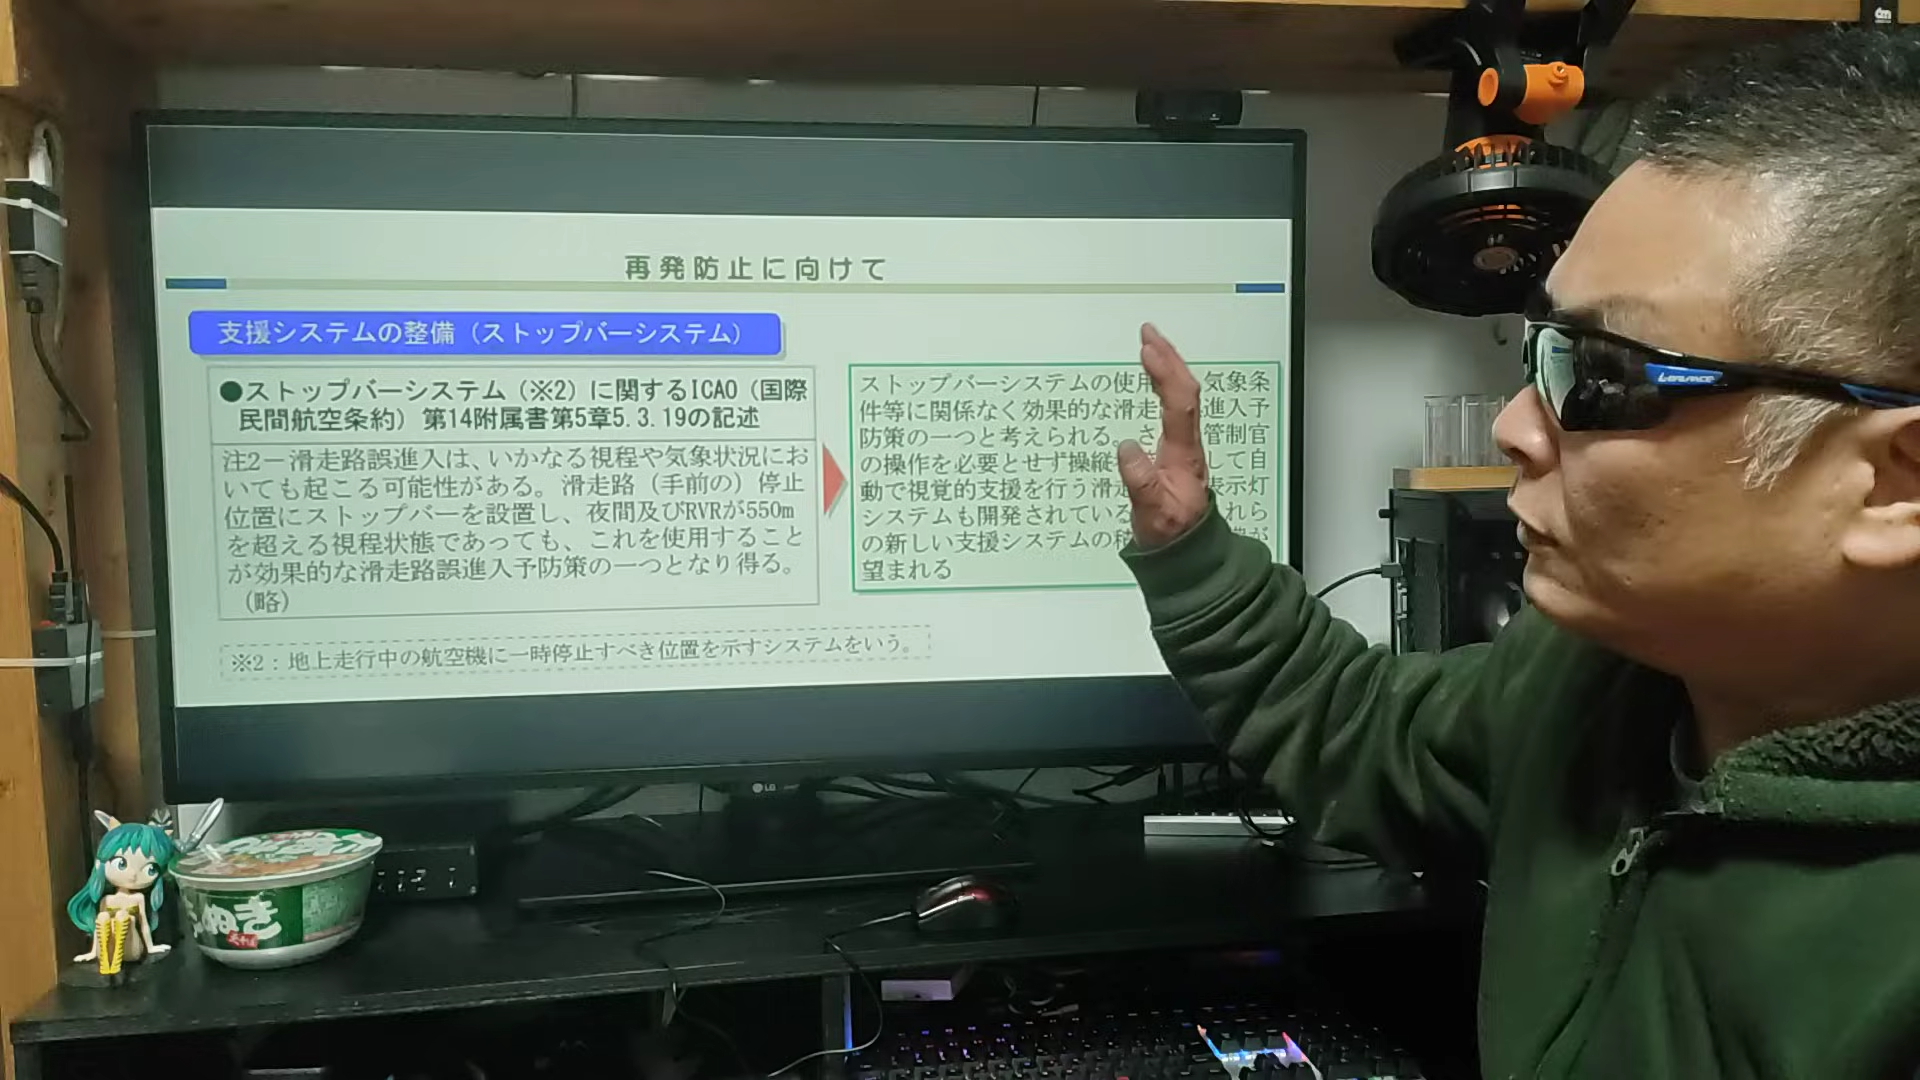 再発防止に向けて
支援システムの整備（ストップバーシステム）
●ストップバーシステム（※2）に関するICAO（国際
民間航空条約）第14附属書第5章5.3.19の記述
注2－滑走路誤進入は、いかなる視程や気象状況にお
いても起こる可能性がある。滑走路（手前の）停止
位置にストップバーを設置し、夜間及びRVRが550m
を超える視程状態であっても、これを使用すること
が効果的な滑走路誤進入予防策の一つとなり得る。
（略）
※2：地上走行中の航空機に一時停止すべき位置を示すシステムをいう。
ストップバーシステムの使用 気象条
件等に関係なく効果的な滑走 進入予
防策の一つと考えられる。さ 管制官
の操作を必要とせず操縦 して自
動で視覚的支援を行う滑走 表示灯
システムも開発されている れら
の新しい支援システムの が
望まれる
LG
ぬき